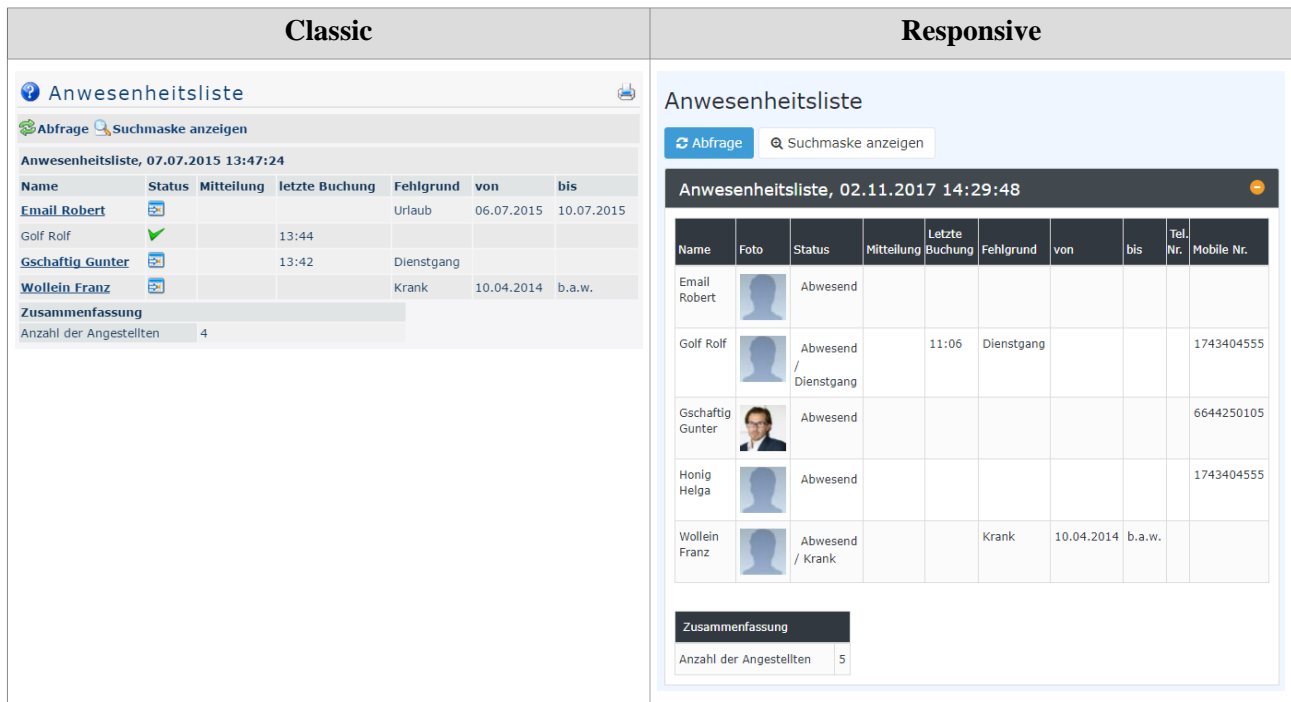 Classic
Anwesenheitsliste
Abfrage Suchmaske anzeigen
Anwesenheitsliste, 07.07.2015 13:47:24
Name Status Mitteilung letzte Buchung Fehlgrund von bis
Email Robert Urlaub 06.07.2015 10.07.2015
Golf Rolf 13:44
Gschaftig Gunter 13:42 Dienstgang
Wollein Franz Krank 10.04.2014 b.a.w.
Zusammenfassung
Anzahl der Angestellten 4
Responsive
Anwesenheitsliste
Abfrage Suchmaske anzeigen
Anwesenheitsliste, 02.11.2017 14:29:48
Name Foto Status Mitteilung Letzte Buchung Fehlgrund von bis Tel. Nr. Mobile Nr.
Email Abwesend
Robert
Golf Rolf Abwesend 11:06 Dienstgang 1743404555
/
Dienstgang
Gschaftig Abwesend 6644250105
Gunter
Honig Abwesend 1743404555
Helga
Wollein Abwesend Krank 10.04.2014 b.a.w.
Franz / Krank
Zusammenfassung
Anzahl der Angestellten 5